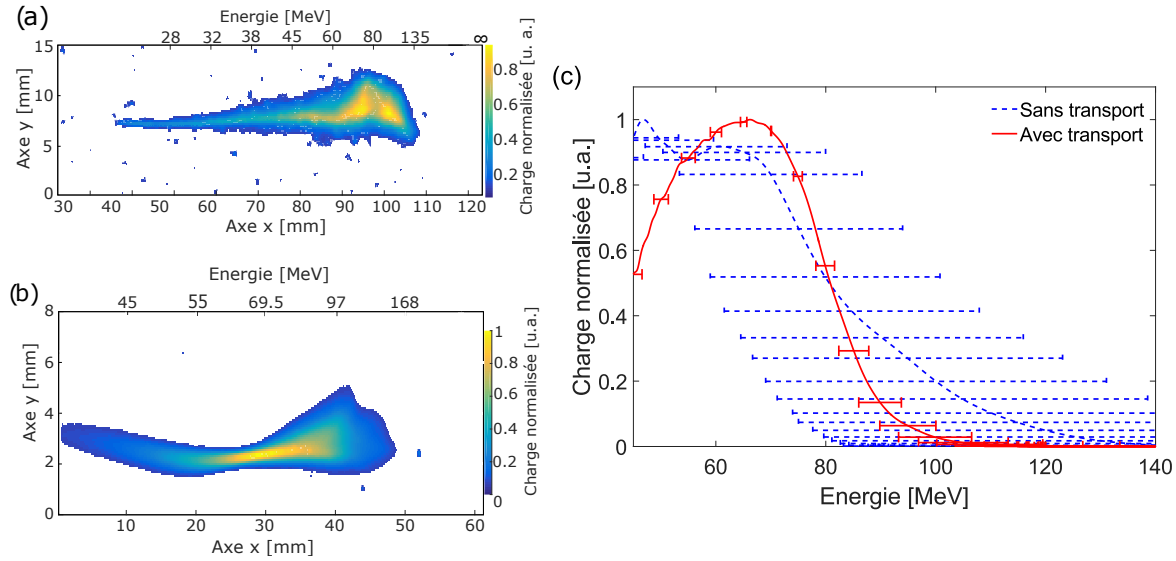 (a)
Energie [MeV]
28 32 38 45 60 80 135 8
15
10
5
0
Axe y [mm]
30 40 50 60 70 80 90 100 110 120
Axe x [mm]
0.8
0.6
0.4
0.2
Charge normalisée [u. a.]
(b)
Energie [MeV]
45 55 69.5 97 168
8
6
4
2
0
Axe y [mm]
10 20 30 40 50 60
Axe x [mm]
1
0.8
0.6
0.4
0.2
0
Charge normalisée [u.a.]
(c)
Sans transport
Avec transport
1
0.8
0.6
0.4
0.2
0
Charge normalisée [u.a.]
60 80 100 120 140
Energie [MeV]